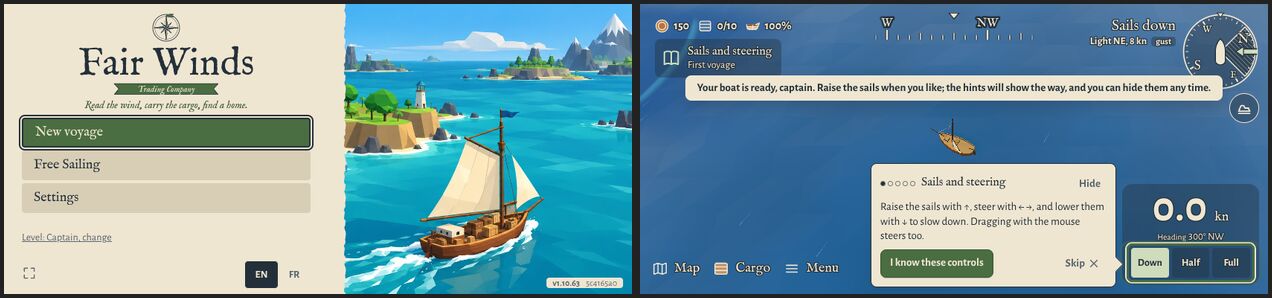 Fair Winds
Trading Company
Read the wind, carry the cargo, find a home.
New voyage
Free Sailing
Settings
Level: Captain, change
EN FR
v1.10.63 5c4165a0
150 0/10 100%
Sails and steering
First voyage
W NW
Sails down
Light NE, 8 kn gust
W N S E
Your boat is ready, captain. Raise the sails when you like; the hints will show the way, and you can hide them any time.
Sails and steering Hide
Raise the sails with ↑, steer with ←→, and lower them
with ↓ to slow down. Dragging with the mouse
steers too.
I know these controls Skip
0.0 kn
Heading 300° NW
Down Half Full
Map Cargo Menu